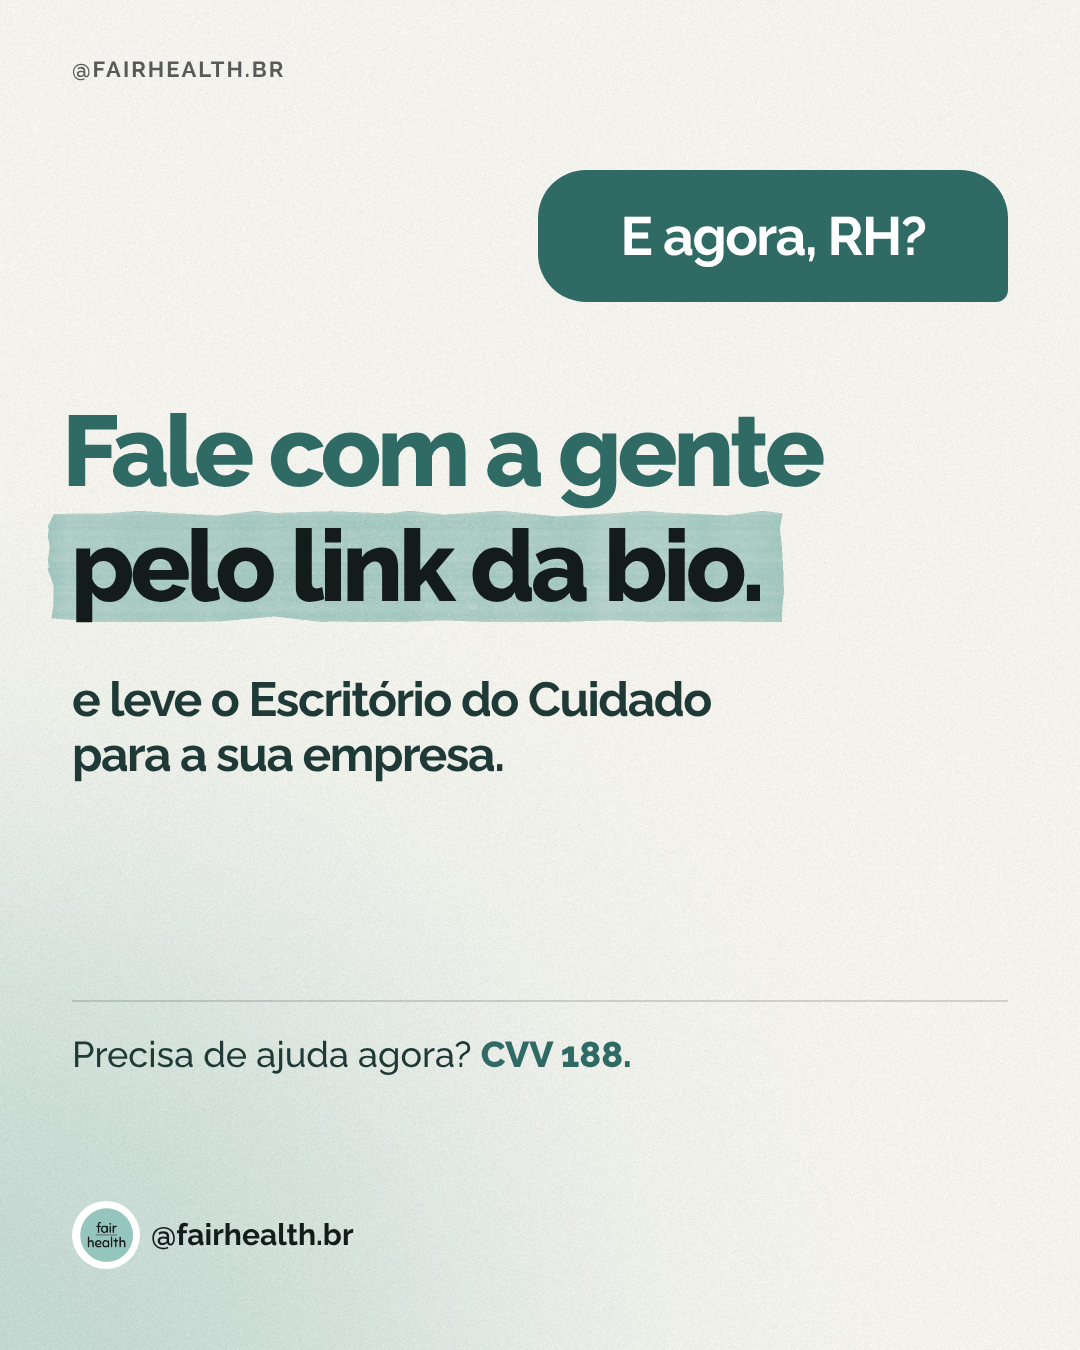 @FAIRHEALTH.BR
E agora, RH?
Fale com a gente
pelo link da bio.
e leve o Escritório do Cuidado
para a sua empresa.
Precisa de ajuda agora? CVV 188.
fair
health
@fairhealth.br